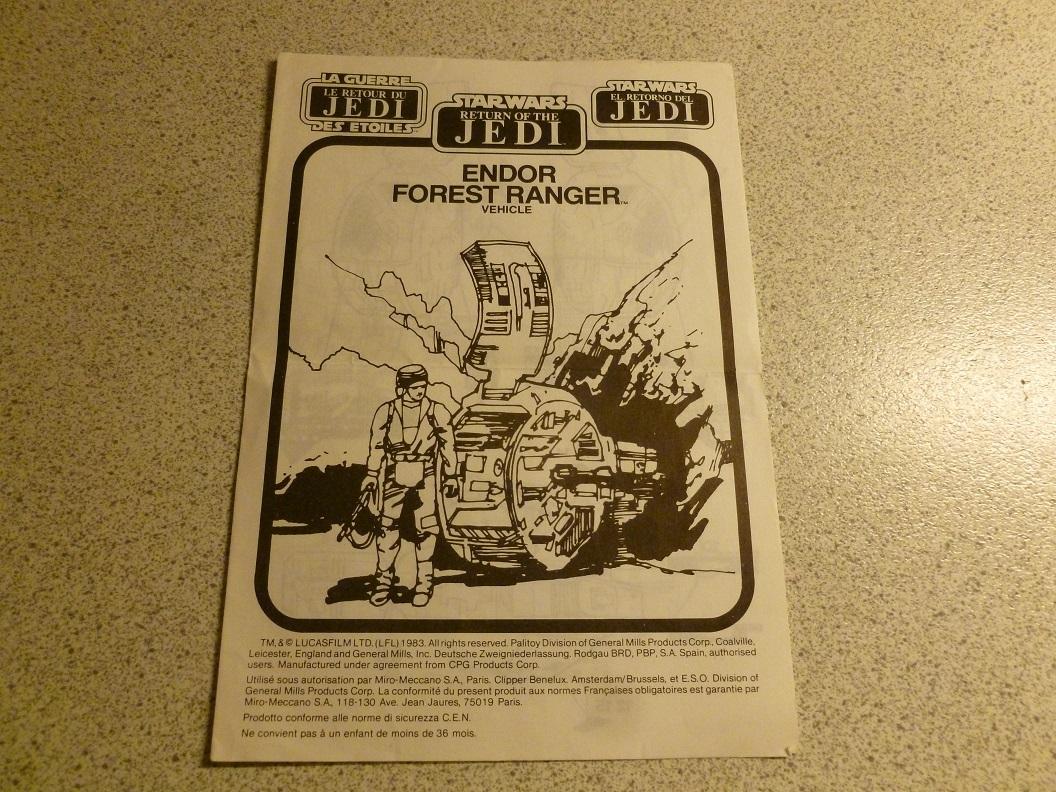 LA GUERRE
LE RETOUR DU
JEDI
DES ETOILES
STAR WARS
RETURN OF THE
JEDI
STAR WARS
EL RETORNO DEL
JEDI
ENDOR
FOREST RANGER™
VEHICLE
TM, & © LUCASFILM LTD. (LFL) 1983. All rights reserved. Palitoy Division of General Mills Products Corp., Coalville,
Leicester, England and General Mills, Inc. Deutsche Zweigniederlassung. Rodgau BRD, PBP, S.A. Spain, authorised
users. Manufactured under agreement from CPG Products Corp.
Utilisé sous autorisation par Miro-Meccano S.A., Paris. Clipper Benelux. Amsterdam/Brussels, et E.S.O. Division of
General Mills Products Corp. La conformité du present produit aux normes Françaises obligatoires est garantie par
Miro-Meccano S.A., 118-130 Ave. Jean Jaures, 75019 Paris.
Prodotto conforme alle norme di sicurezza C.E.N.
Ne convient pas à un enfant de moins de 36 mois.